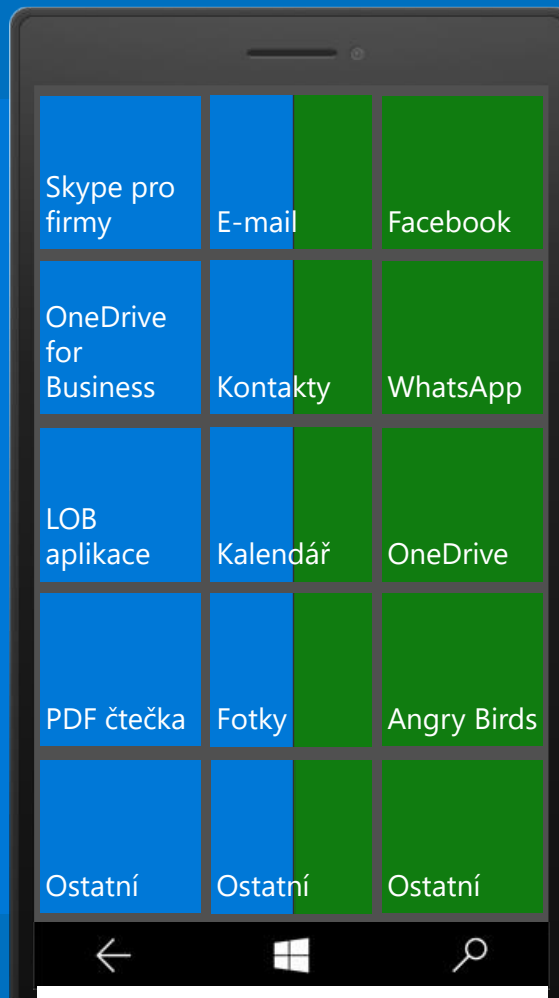 Skype pro
firmy
E-mail
Facebook
OneDrive
for
Business
Kontakty
WhatsApp
LOB
aplikace
Kalendář
OneDrive
PDF čtečka
Fotky
Angry Birds
Ostatní
Ostatní
Ostatní